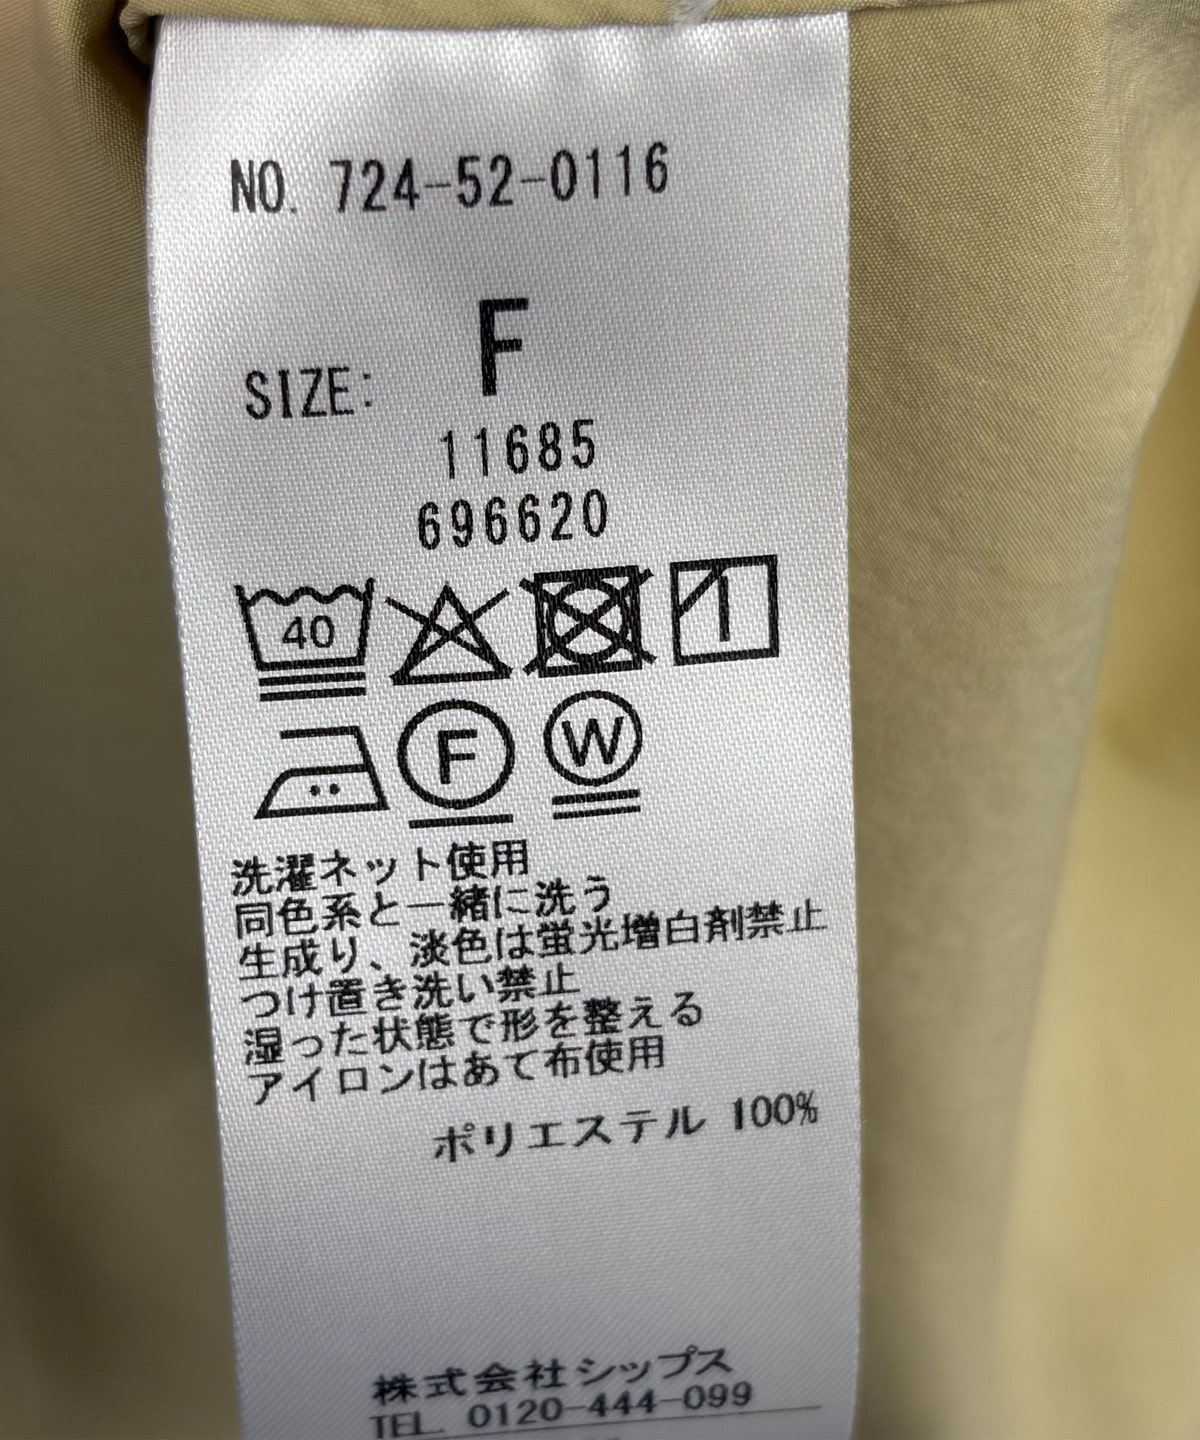 NO. 724-52-0116
SIZE: F
11685
696620
40
F W
洗濯ネット使用
同色系と一緒に洗う
生成り、淡色は蛍光増白剤禁止
つけ置き洗い禁止
湿った状態で形を整える
アイロンはあて布使用
ポリエステル 100%
株式会社シップス
TEL 0120-444-099